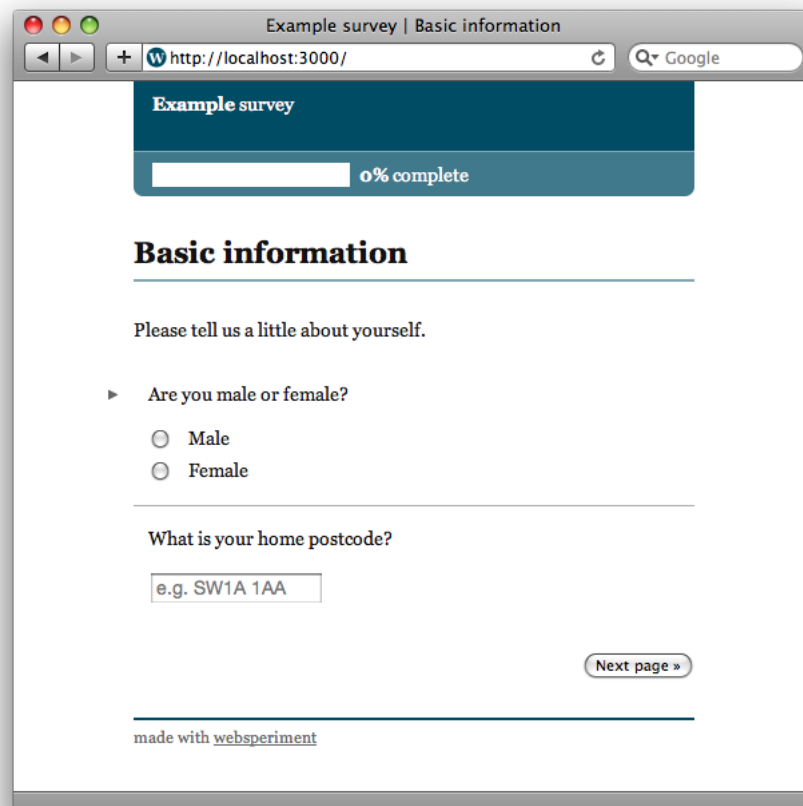 Example survey | Basic information
http://localhost:3000/
Google
Example survey
0% complete
Basic information
Please tell us a little about yourself.
Are you male or female?
Male
Female
What is your home postcode?
e.g. SW1A 1AA
Next page »
made with websperiment